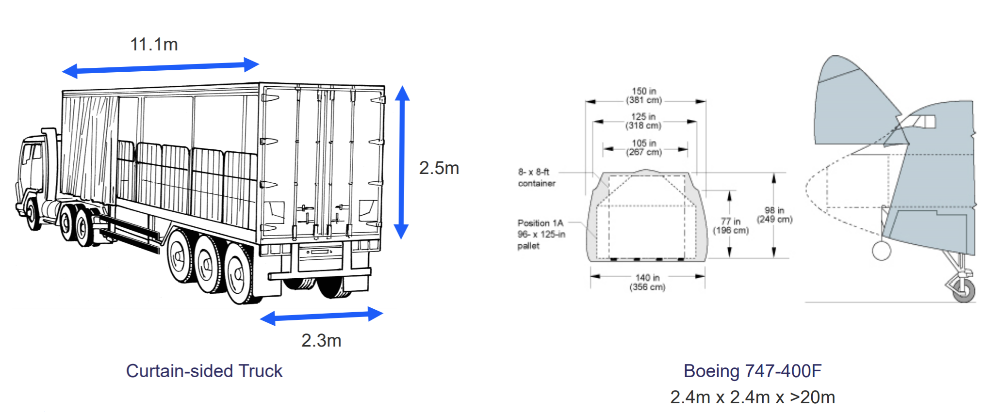 11.1m
2.5m
2.3m
Curtain-sided Truck
150 in
(381 cm)
125 in
(318 cm)
105 in
(267 cm)
8- x 8-ft
container
Position 1A
96- x 125-in
pallet
77 in
(196 cm)
98 in
(249 cm)
140 in
(356 cm)
Boeing 747-400F
2.4m x 2.4m x >20m